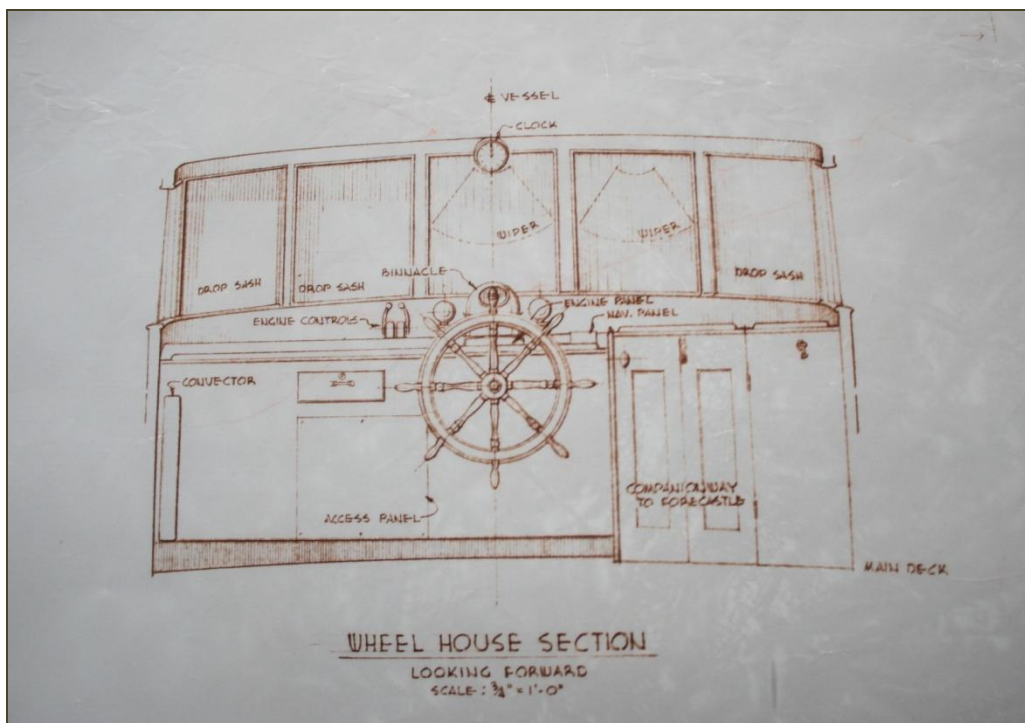 ℄ VESSEL
CLOCK
WIPER
WIPER
DROP SASH
DROP SASH
DROP SASH
BINNACLE
ENGINE PANEL
NAV. PANEL
ENGINE CONTROLS
CONVECTOR
COMPANIONWAY
TO FORECASTLE
ACCESS PANEL
MAIN DECK
WHEEL HOUSE SECTION
LOOKING FORWARD
SCALE: ¾" = 1'-0"